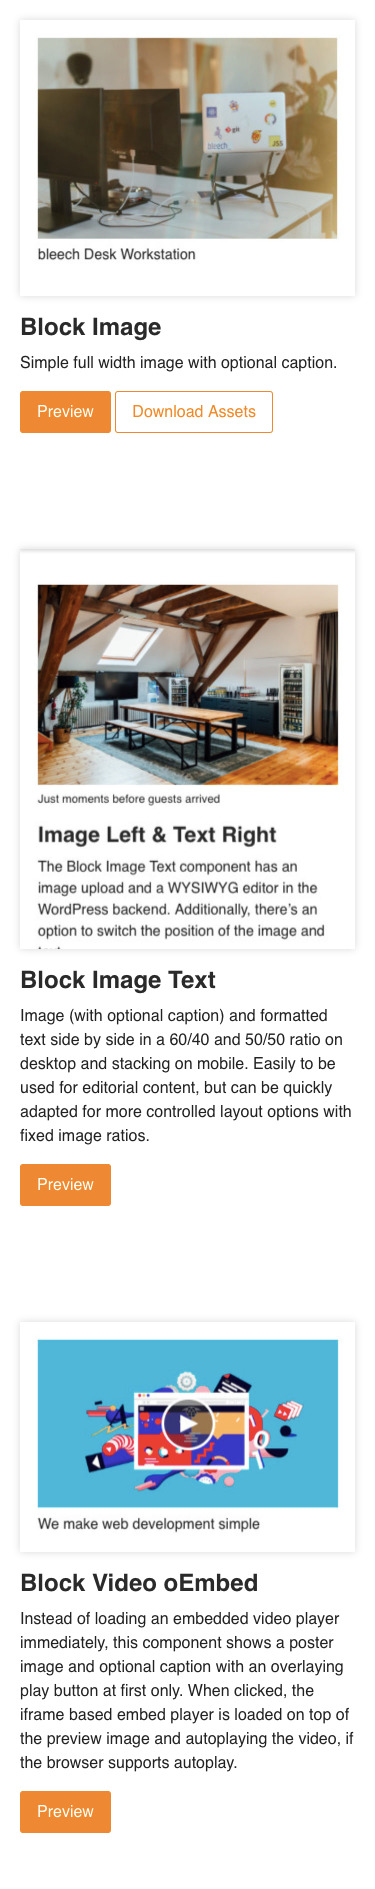 git
JS5
bleech
bleech Desk Workstation
Block Image
Simple full width image with optional caption.
Preview
Download Assets
Just moments before guests arrived
Image Left & Text Right
The Block Image Text component has an
image upload and a WYSIWYG editor in the
WordPress backend. Additionally, there's an
option to switch the position of the image and
Block Image Text
Image (with optional caption) and formatted
text side by side in a 60/40 and 50/50 ratio on
desktop and stacking on mobile. Easily to be
used for editorial content, but can be quickly
adapted for more controlled layout options with
fixed image ratios.
Preview
We make web development simple
Block Video oEmbed
Instead of loading an embedded video player
immediately, this component shows a poster
image and optional caption with an overlaying
play button at first only. When clicked, the
iframe based embed player is loaded on top of
the preview image and autoplaying the video, if
the browser supports autoplay.
Preview